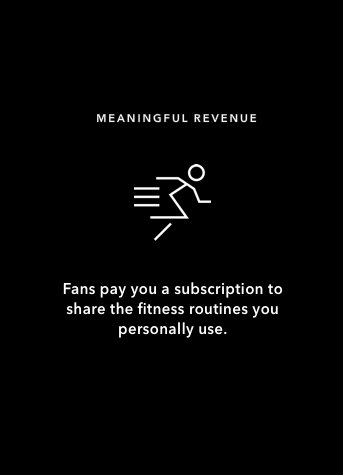 MEANINGFUL REVENUE
Fans pay you a subscription to
share the fitness routines you
personally use.